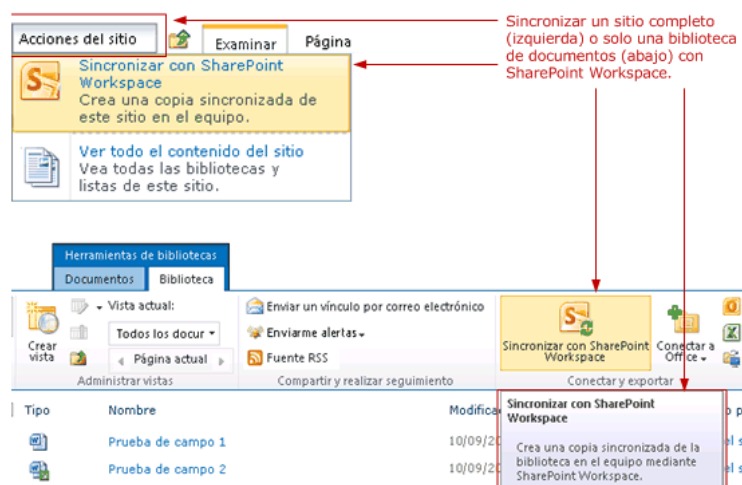 Sincronizar un sitio completo
(izquierda) o solo una biblioteca
de documentos (abajo) con
SharePoint Workspace.
Acciones del sitio
Examinar
Página
Sincronizar con SharePoint
Workspace
Crea una copia sincronizada de
este sitio en el equipo.
Ver todo el contenido del sitio
Vea todas las bibliotecas y
listas de este sitio.
Herramientas de bibliotecas
Documentos
Biblioteca
Crear
vista
Vista actual:
Todos los docur
Página actual
Administrar vistas
Enviar un vínculo por correo electrónico
Enviarme alertas
Fuente RSS
Compartir y realizar seguimiento
Sincronizar con SharePoint
Workspace
Conectar a
Office
Conectar y exportar
Tipo
Nombre
Modifica
Prueba de campo 1
10/09/20
Prueba de campo 2
10/09/20
Sincronizar con SharePoint
Workspace
Crea una copia sincronizada de la
biblioteca en el equipo mediante
SharePoint Workspace.